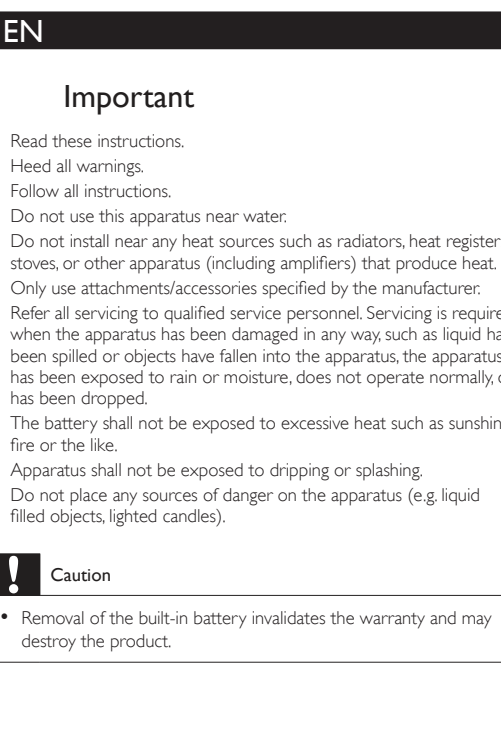 EN
Important
Read these instructions.
Heed all warnings.
Follow all instructions.
Do not use this apparatus near water.
Do not install near any heat sources such as radiators, heat register
stoves, or other apparatus (including amplifiers) that produce heat.
Only use attachments/accessories specified by the manufacturer.
Refer all servicing to qualified service personnel. Servicing is require
when the apparatus has been damaged in any way, such as liquid ha
been spilled or objects have fallen into the apparatus, the apparatus
has been exposed to rain or moisture, does not operate normally,
has been dropped.
The battery shall not be exposed to excessive heat such as sunshin
fire or the like.
Apparatus shall not be exposed to dripping or splashing.
Do not place any sources of danger on the apparatus (e.g. liquid
filled objects, lighted candles).
! Caution
• Removal of the built-in battery invalidates the warranty and may
destroy the product.